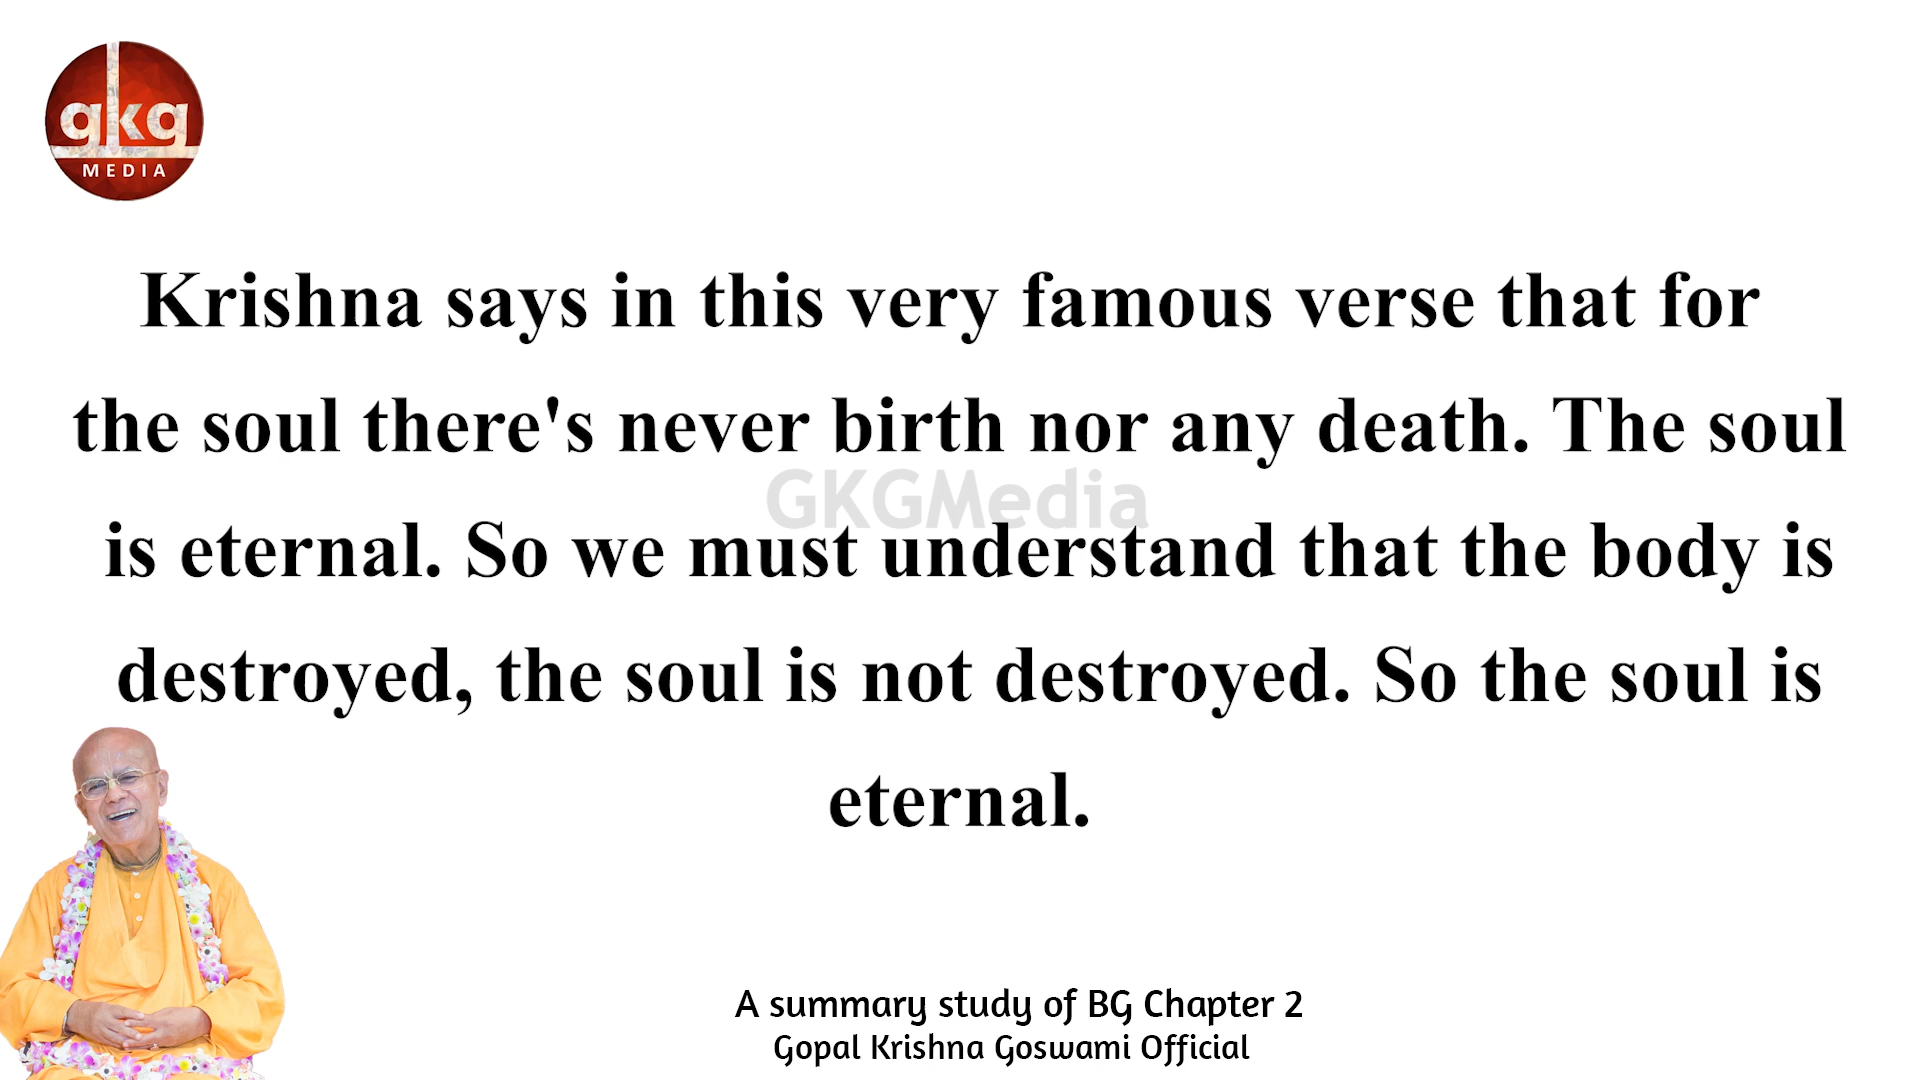 gkg
MEDIA
Krishna says in this very famous verse that for
the soul there's never birth nor any death. The soul
GKGMedia
is eternal. So we must understand that the body is
destroyed, the soul is not destroyed. So the soul is
eternal.
A summary study of BG Chapter 2
Gopal Krishna Goswami Official